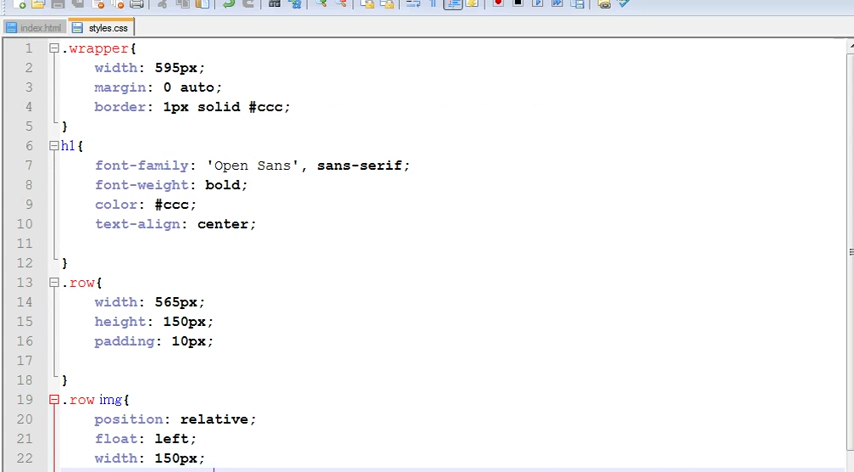 index.html styles.css
1 .wrapper{
2 width: 595px;
3 margin: 0 auto;
4 border: 1px solid #ccc;
5 }
6 h1{
7 font-family: 'Open Sans', sans-serif;
8 font-weight: bold;
9 color: #ccc;
10 text-align: center;
11
12 }
13 .row{
14 width: 565px;
15 height: 150px;
16 padding: 10px;
17
18 }
19 .row img{
20 position: relative;
21 float: left;
22 width: 150px;